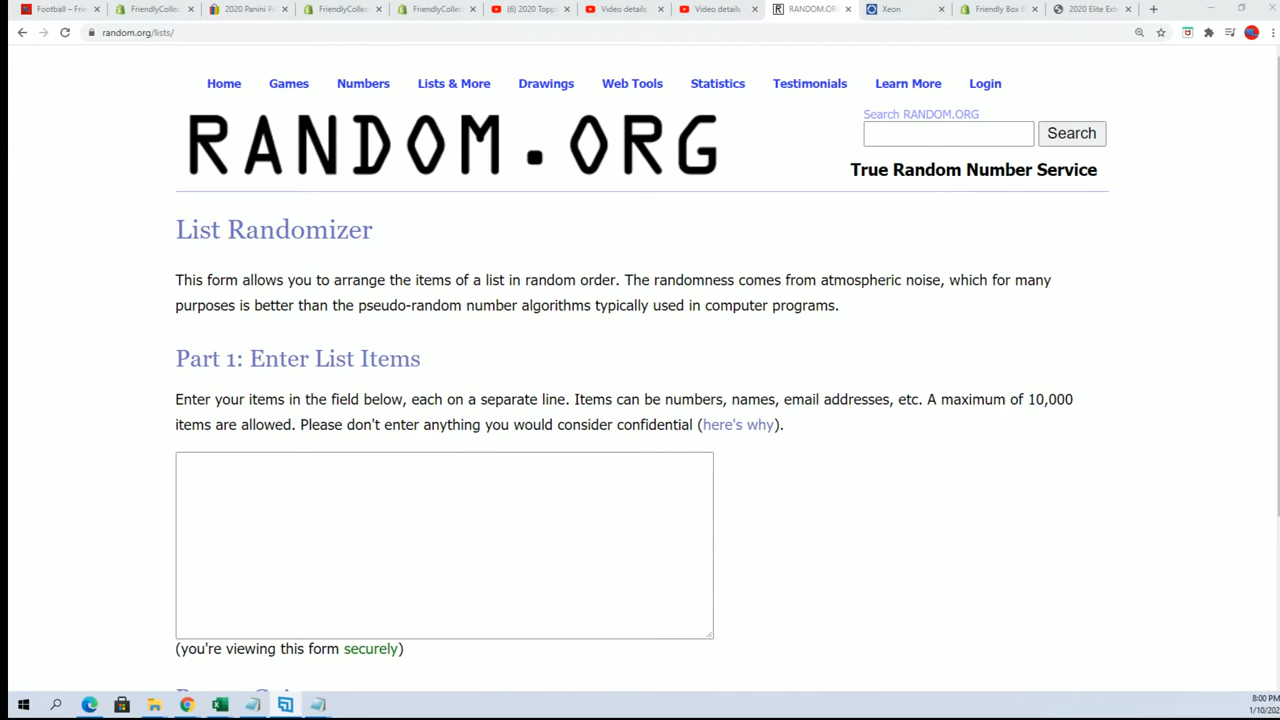 Football – Frie
FriendlyCollec
2020 Panini P
FriendlyCollec
FriendlyCollec
(6) 2020 Topp
Video details
Video details
RANDOM.OR
Xeon
Friendly Box B
2020 Elite Ext
random.org/lists/
Home Games Numbers Lists & More Drawings Web Tools Statistics Testimonials Learn More Login
RANDOM.ORG
Search RANDOM.ORG
Search
True Random Number Service
List Randomizer
This form allows you to arrange the items of a list in random order. The randomness comes from atmospheric noise, which for many
purposes is better than the pseudo-random number algorithms typically used in computer programs.
Part 1: Enter List Items
Enter your items in the field below, each on a separate line. Items can be numbers, names, email addresses, etc. A maximum of 10,000
items are allowed. Please don't enter anything you would consider confidential (here's why).
(you're viewing this form securely)
8:00 PM
1/10/202